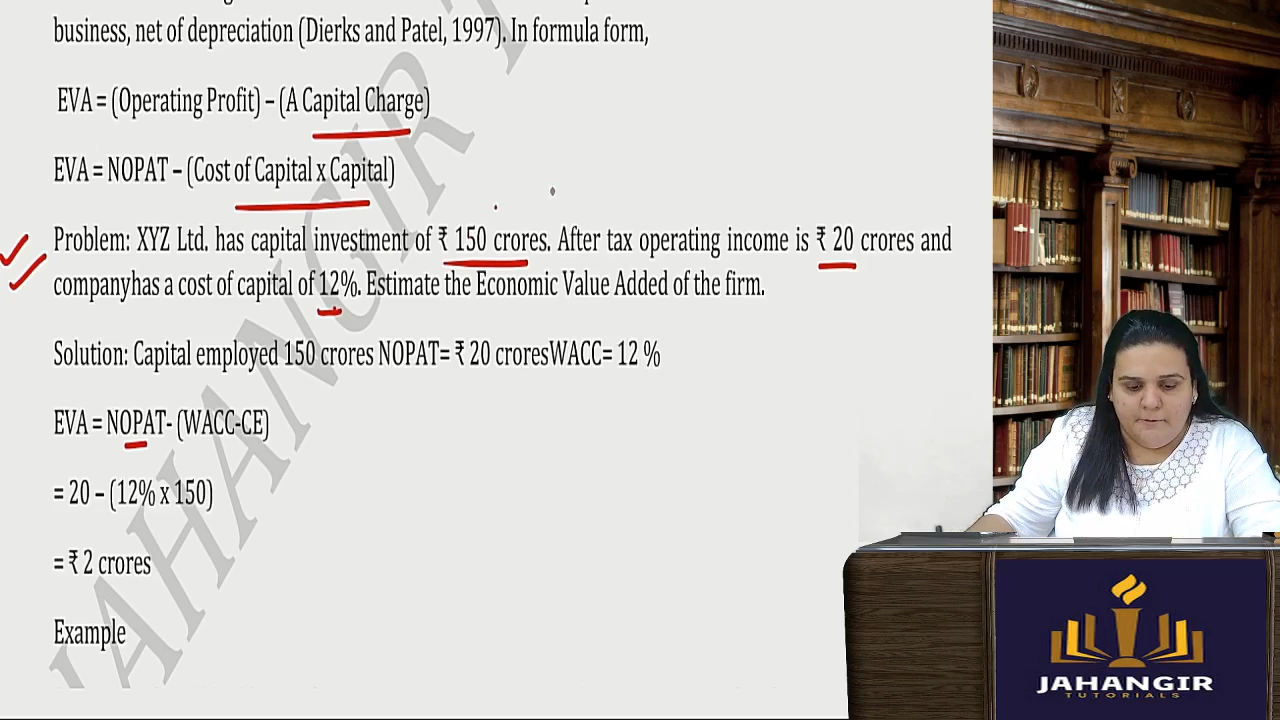 business, net of depreciation (Dierks and Patel, 1997). In formula form,
EVA = (Operating Profit) – (A Capital Charge)
EVA = NOPAT – (Cost of Capital x Capital)
Problem: XYZ Ltd. has capital investment of ₹ 150 crores. After tax operating income is ₹ 20 crores and
companyhas a cost of capital of 12%. Estimate the Economic Value Added of the firm.
Solution: Capital employed 150 crores NOPAT= ₹ 20 croresWACC= 12 %
EVA = NOPAT- (WACC-CE)
= 20 – (12% x 150)
= ₹ 2 crores
Example
JAHANGIR T
JAHANGIR
TUTORIALS